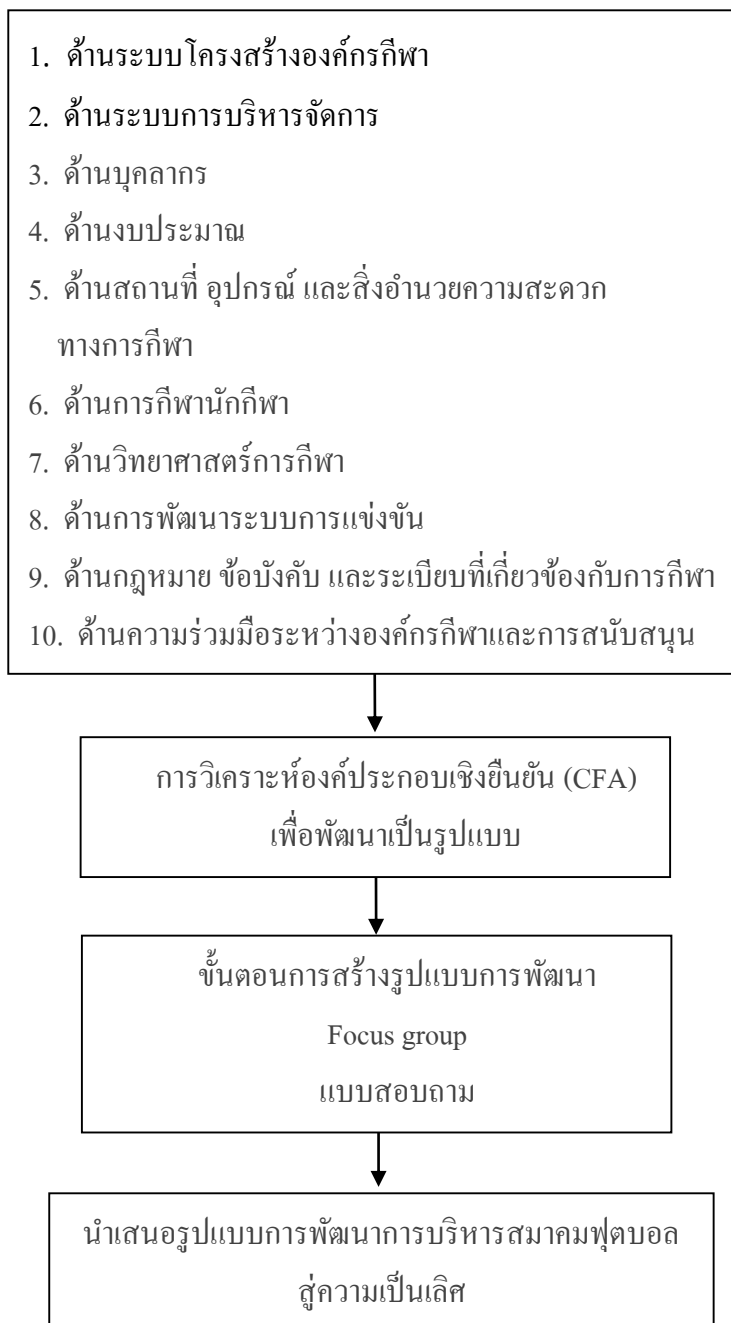 1. ด้านระบบโครงสร้างองค์กรกีฬา
2. ด้านระบบการบริหารจัดการ
3. ด้านบุคลากร
4. ด้านงบประมาณ
5. ด้านสถานที่ อุปกรณ์ และสิ่งอำนวยความสะดวก
ทางการกีฬา
6. ด้านการกีฬานักกีฬา
7. ด้านวิทยาศาสตร์การกีฬา
8. ด้านการพัฒนาระบบการแข่งขัน
9. ด้านกฎหมาย ข้อบังคับ และระเบียบที่เกี่ยวข้องกับการกีฬา
10. ด้านความร่วมมือระหว่างองค์กรกีฬาและการสนับสนุน
การวิเคราะห์องค์ประกอบเชิงยืนยัน (CFA)
เพื่อพัฒนาเป็นรูปแบบ
ขั้นตอนการสร้างรูปแบบการพัฒนา
Focus group
แบบสอบถาม
นำเสนอรูปแบบการพัฒนาการบริหารสมาคมฟุตบอล
สู่ความเป็นเลิศ